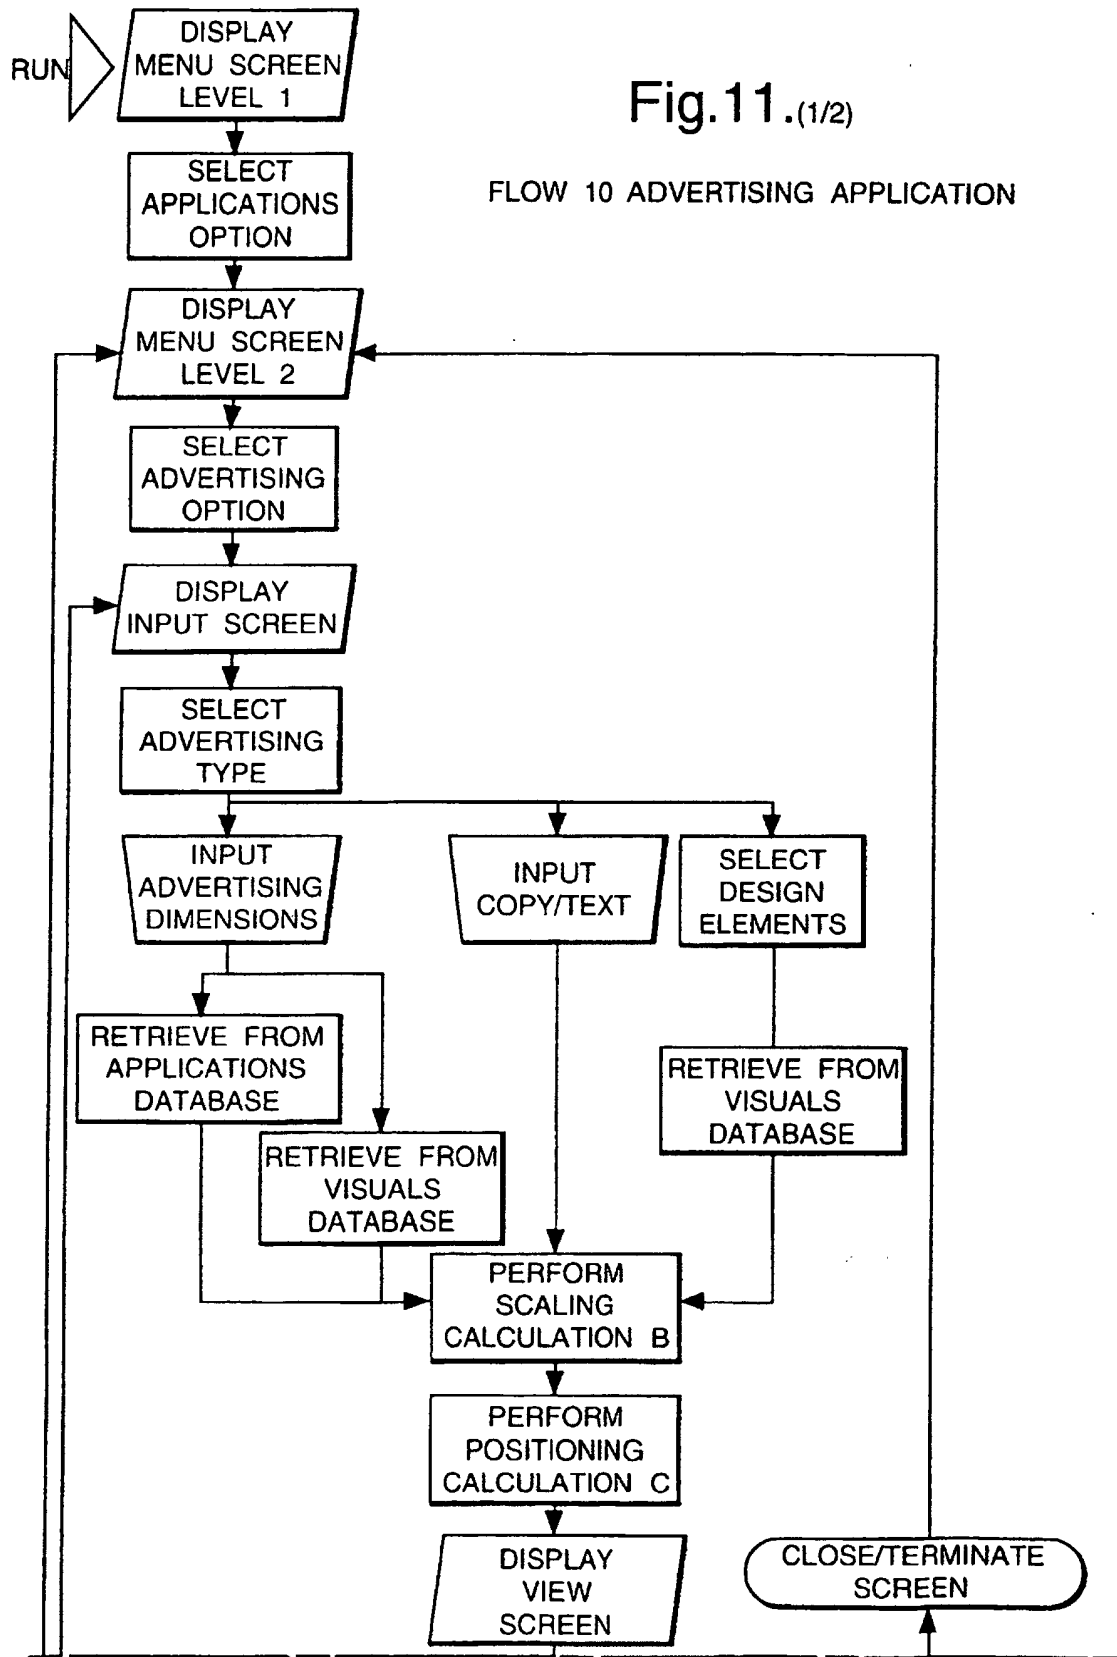 RUN
DISPLAY
MENU SCREEN
LEVEL 1
Fig.11.(1/2)
FLOW 10 ADVERTISING APPLICATION
SELECT
APPLICATIONS
OPTION
DISPLAY
MENU SCREEN
LEVEL 2
SELECT
ADVERTISING
OPTION
DISPLAY
INPUT SCREEN
SELECT
ADVERTISING
TYPE
INPUT
ADVERTISING
DIMENSIONS
INPUT
COPY/TEXT
SELECT
DESIGN
ELEMENTS
RETRIEVE FROM
APPLICATIONS
DATABASE
RETRIEVE FROM
VISUALS
DATABASE
RETRIEVE FROM
VISUALS
DATABASE
PERFORM
SCALING
CALCULATION B
PERFORM
POSITIONING
CALCULATION C
DISPLAY
VIEW
SCREEN
CLOSE/TERMINATE
SCREEN